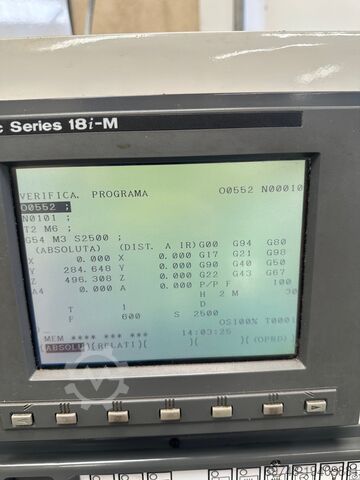 c Series 18i-M
VERIFICA. PROGRAMA O0552 N00010
O0552 ;
N0101 ;
T2 M6 ;
G54 M3 S2500 ;
(ABSOLUTA) (DIST. A IR) G00 G94 G80
X 0.000 X 0.000 G17 G21 G98
Y 284.648 Y 0.000 G90 G40 G50
Z 496.308 Z 0.000 G22 G43 G67
A4 0.000 A 0.000 P/P F 100
H 2 M 30
T 1 D
F 600 S 2500
OS100% T0001
MEM **** *** *** 14:03:25
ABSOLU)(RELATI)( )( )( (OPRD)